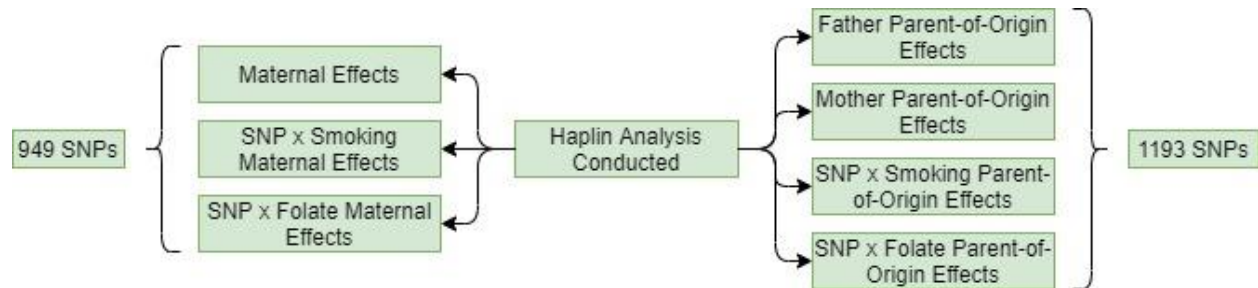 949 SNPs
Maternal Effects
SNP x Smoking
Maternal Effects
SNP x Folate Maternal
Effects
Haplin Analysis
Conducted
Father Parent-of-Origin
Effects
Mother Parent-of-Origin
Effects
SNP x Smoking Parent-
of-Origin Effects
SNP x Folate Parent-of-
Origin Effects
1193 SNPs